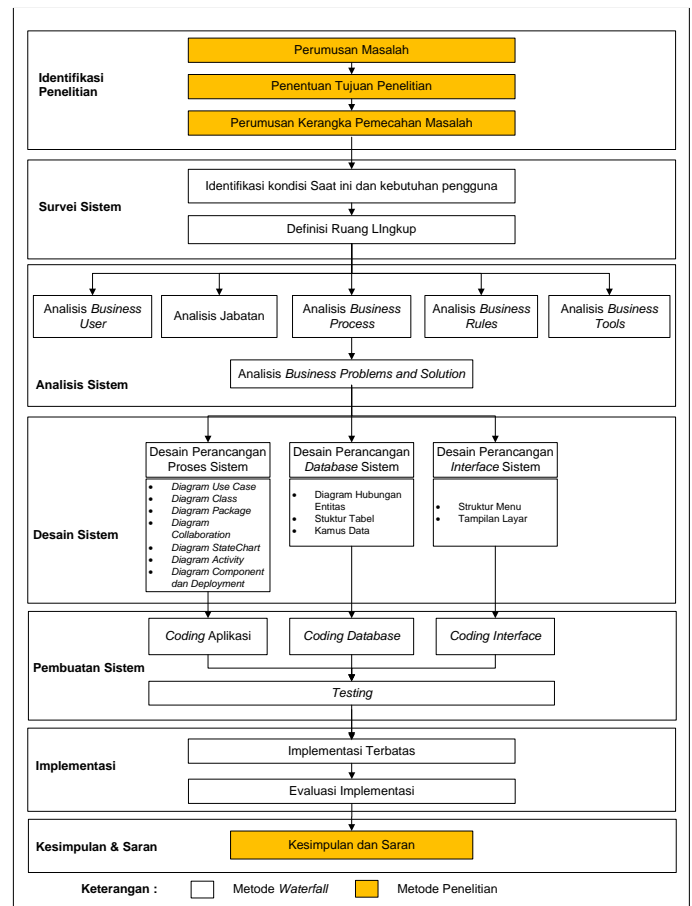 Perumusan Masalah
Identifikasi
Penelitian
Penentuan Tujuan Penelitian
Perumusan Kerangka Pemecahan Masalah
Identifikasi kondisi Saat ini dan kebutuhan pengguna
Survei Sistem
Definisi Ruang LIngkup
Analisis Business
User
Analisis Jabatan
Analisis Business
Process
Analisis Business
Rules
Analisis Business
Tools
Analisis Sistem
Analisis Business Problems and Solution
Desain Sistem
Desain Perancangan
Proses Sistem
• Diagram Use Case
• Diagram Class
• Diagram Package
• Diagram
Collaboration
• Diagram StateChart
• Diagram Activity
• Diagram Component
dan Deployment
Desain Perancangan
Database Sistem
• Diagram Hubungan
Entitas
• Stuktur Tabel
• Kamus Data
Desain Perancangan
Interface Sistem
• Struktur Menu
• Tampilan Layar
Coding Aplikasi
Coding Database
Coding Interface
Pembuatan Sistem
Testing
Implementasi Terbatas
Implementasi
Evaluasi Implementasi
Kesimpulan & Saran
Kesimpulan dan Saran
Keterangan :
Metode Waterfall
Metode Penelitian